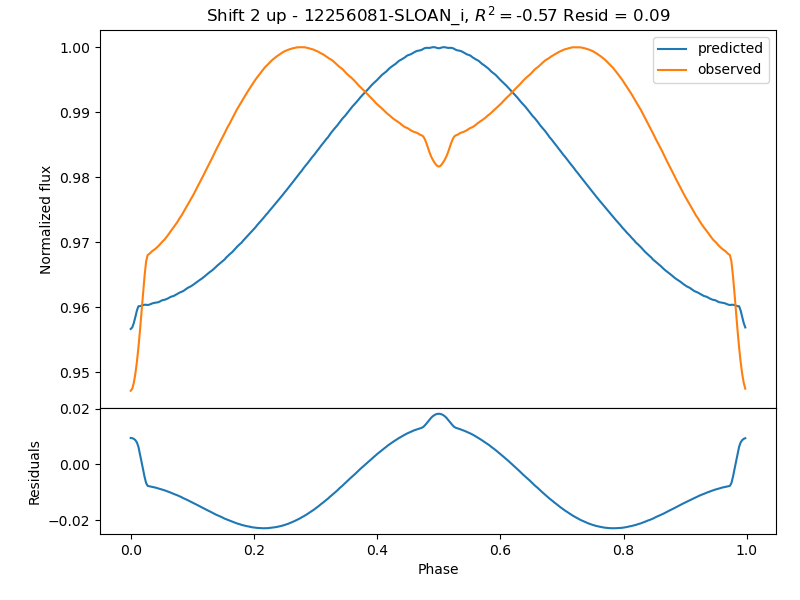 Shift 2 up - 12256081-SLOAN_i, R² = -0.57 Resid = 0.09
predicted
observed
Normalized flux
1.00
0.99
0.98
0.97
0.96
0.95
Residuals
0.02
0.00
−0.02
0.0 0.2 0.4 0.6 0.8 1.0
Phase